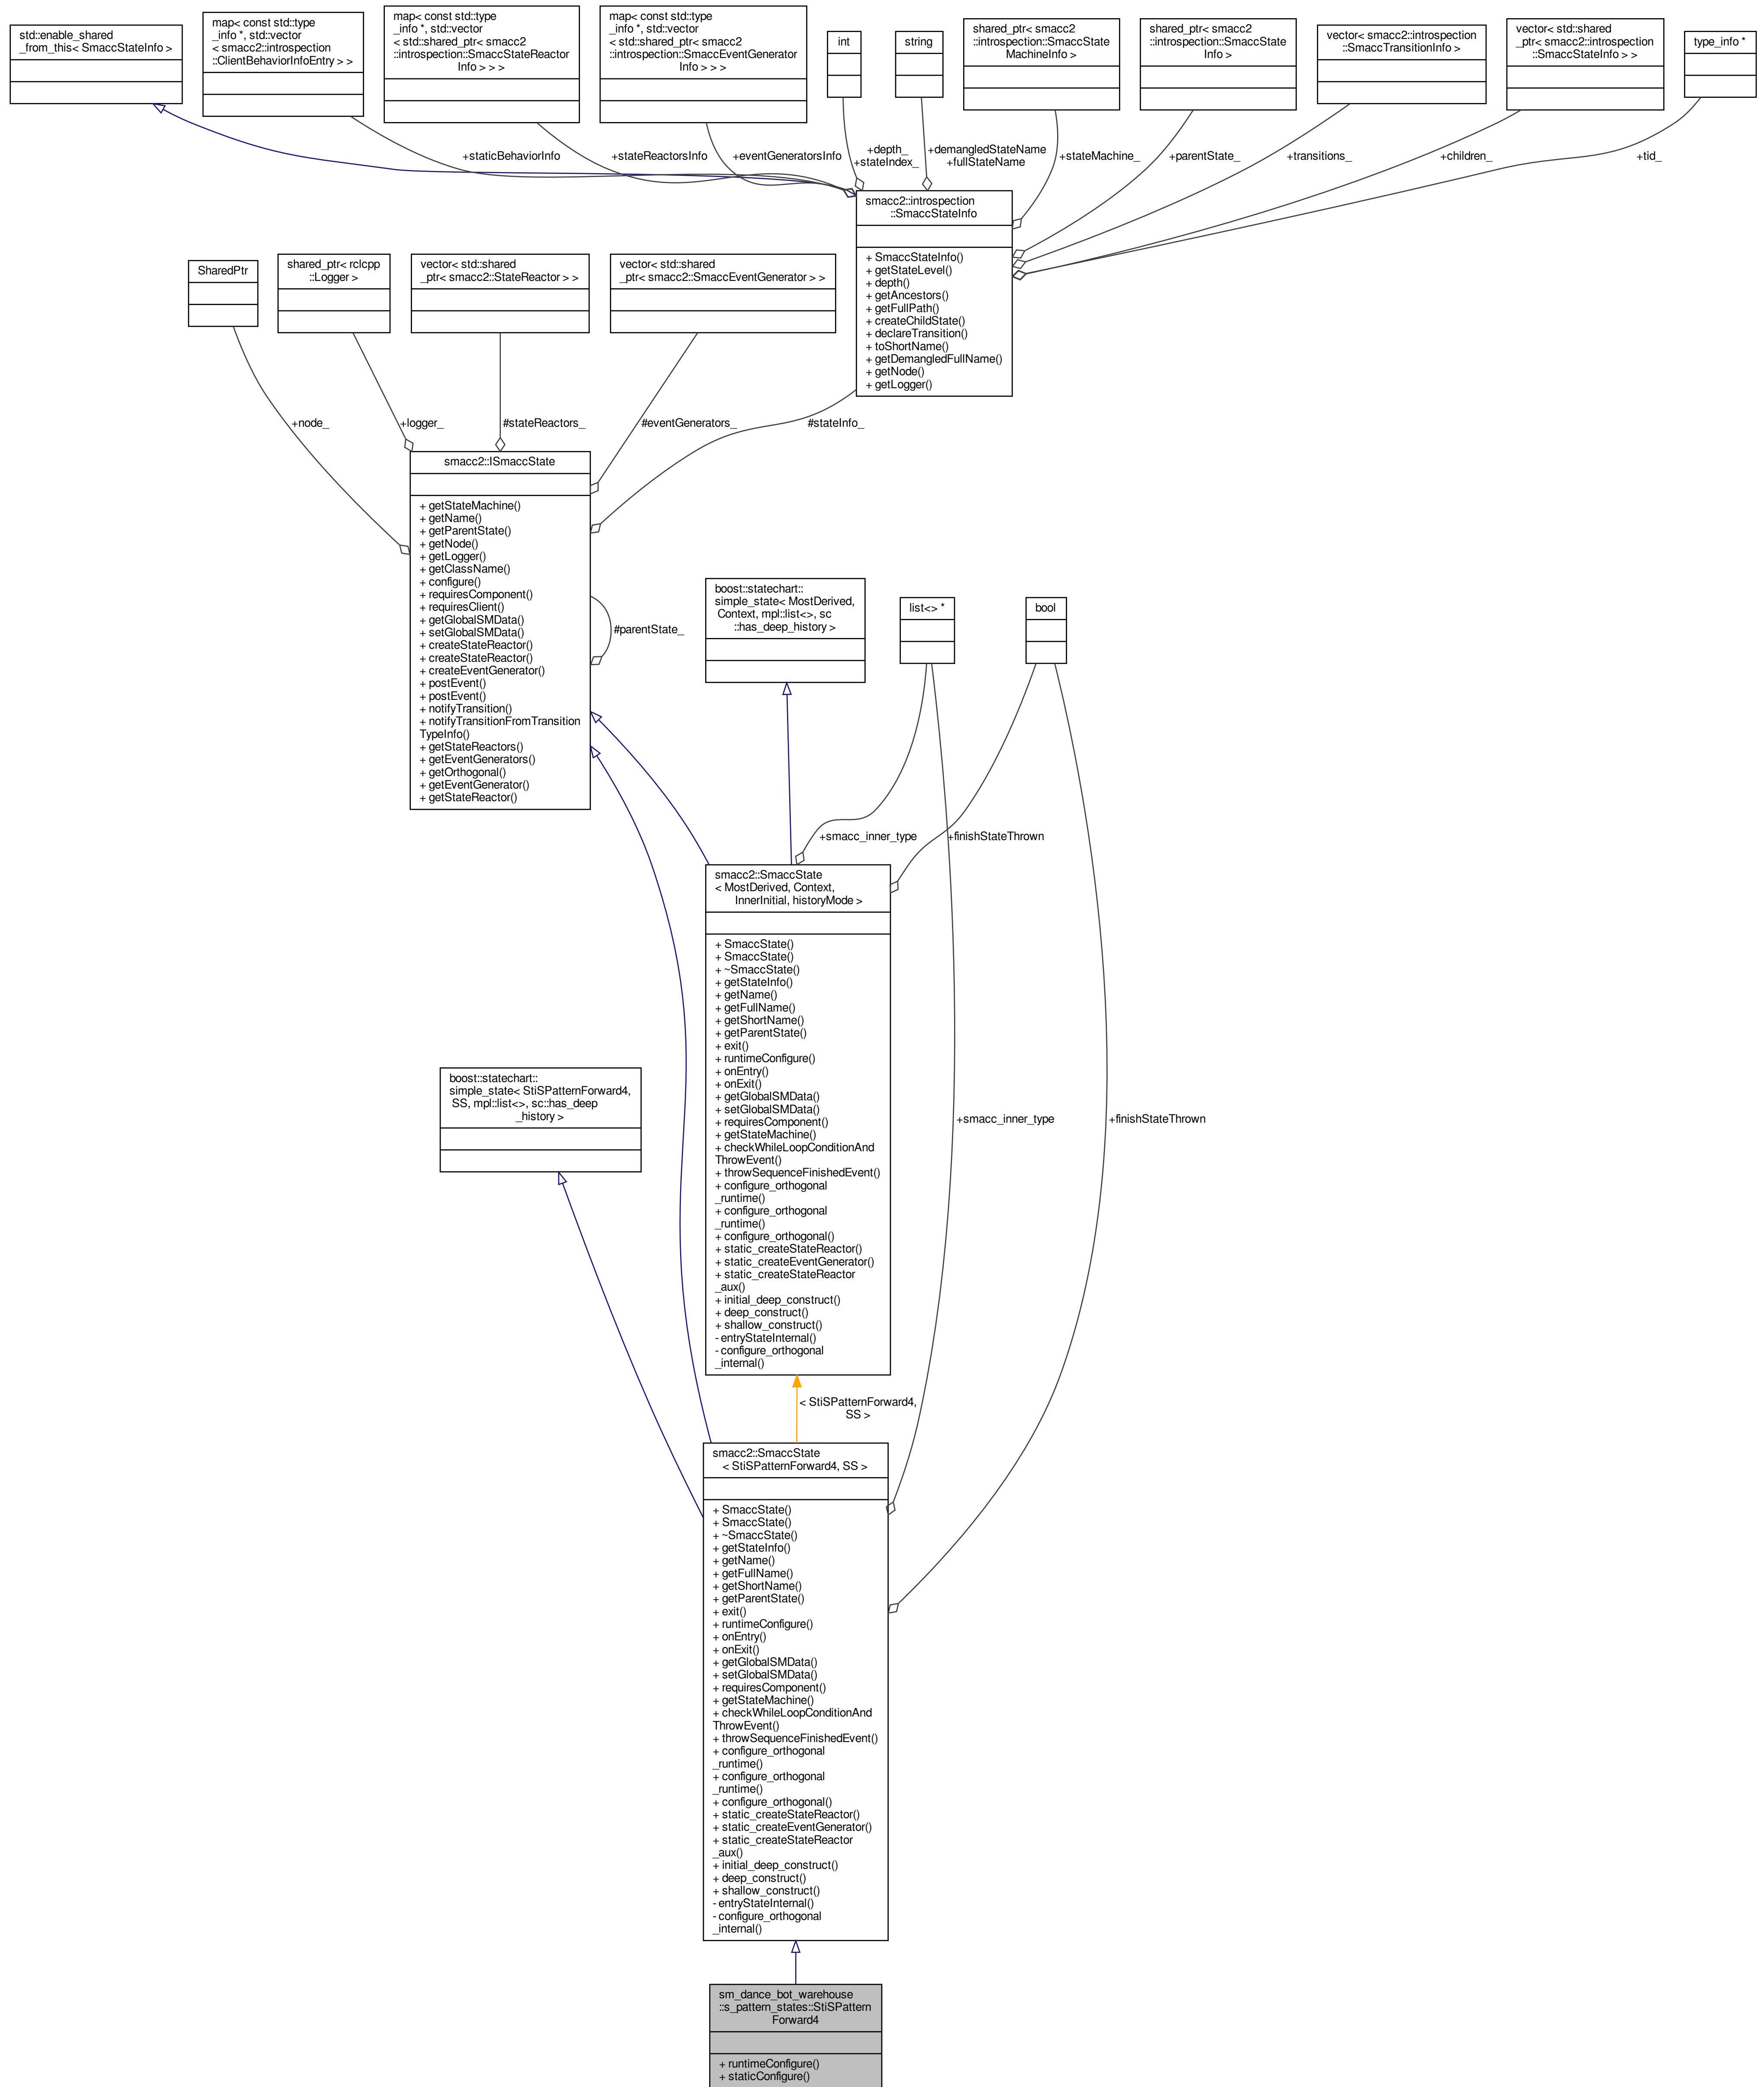 std::enable_shared
_from_this< SmaccStateInfo >
map< const std::type
_info *, std::vector
< smacc2::introspection
::ClientBehaviorInfoEntry > >
map< const std::type
_info *, std::vector
< std::shared_ptr< smacc2
::introspection::SmaccStateReactor
Info > > >
map< const std::type
_info *, std::vector
< std::shared_ptr< smacc2
::introspection::SmaccEventGenerator
Info > > >
int
string
shared_ptr< smacc2
::introspection::SmaccState
MachineInfo >
shared_ptr< smacc2
::introspection::SmaccState
Info >
vector< smacc2::introspection
::SmaccTransitionInfo >
vector< std::shared
_ptr< smacc2::introspection
::SmaccStateInfo > >
type_info *
+staticBehaviorInfo
+stateReactorsInfo
+eventGeneratorsInfo
+depth_
+stateIndex_
+demangledStateName
+fullStateName
+stateMachine_
+parentState_
+transitions_
+children_
+tid_
smacc2::introspection
::SmaccStateInfo
+ SmaccStateInfo()
+ getStateLevel()
+ depth()
+ getAncestors()
+ getFullPath()
+ createChildState()
+ declareTransition()
+ toShortName()
+ getDemangledFullName()
+ getNode()
+ getLogger()
SharedPtr
shared_ptr< rclcpp
::Logger >
vector< std::shared
_ptr< smacc2::StateReactor > >
vector< std::shared
_ptr< smacc2::SmaccEventGenerator > >
+node_
+logger_
#stateReactors_
#eventGenerators_
#stateInfo_
smacc2::ISmaccState
+ getStateMachine()
+ getName()
+ getParentState()
+ getNode()
+ getLogger()
+ getClassName()
+ configure()
+ requiresComponent()
+ requiresClient()
+ getGlobalSMData()
+ setGlobalSMData()
+ createStateReactor()
+ createStateReactor()
+ createEventGenerator()
+ postEvent()
+ postEvent()
+ notifyTransition()
+ notifyTransitionFromTransition
TypeInfo()
+ getStateReactors()
+ getEventGenerators()
+ getOrthogonal()
+ getEventGenerator()
+ getStateReactor()
#parentState_
boost::statechart::
simple_state< MostDerived,
Context, mpl::list<>, sc
::has_deep_history >
list<> *
bool
+smacc_inner_type
+finishStateThrown
smacc2::SmaccState
< MostDerived, Context,
InnerInitial, historyMode >
+ SmaccState()
+ SmaccState()
+ ~SmaccState()
+ getStateInfo()
+ getName()
+ getFullName()
+ getShortName()
+ getParentState()
+ exit()
+ runtimeConfigure()
+ onEntry()
+ onExit()
+ getGlobalSMData()
+ setGlobalSMData()
+ requiresComponent()
+ getStateMachine()
+ checkWhileLoopConditionAnd
ThrowEvent()
+ throwSequenceFinishedEvent()
+ configure_orthogonal
_runtime()
+ configure_orthogonal
_runtime()
+ configure_orthogonal()
+ static_createStateReactor()
+ static_createEventGenerator()
+ static_createStateReactor
_aux()
+ initial_deep_construct()
+ deep_construct()
+ shallow_construct()
- entryStateInternal()
- configure_orthogonal
_internal()
boost::statechart::
simple_state< StiSPatternForward4,
SS, mpl::list<>, sc::has_deep
_history >
+smacc_inner_type
+finishStateThrown
< StiSPatternForward4,
SS >
smacc2::SmaccState
< StiSPatternForward4, SS >
+ SmaccState()
+ SmaccState()
+ ~SmaccState()
+ getStateInfo()
+ getName()
+ getFullName()
+ getShortName()
+ getParentState()
+ exit()
+ runtimeConfigure()
+ onEntry()
+ onExit()
+ getGlobalSMData()
+ setGlobalSMData()
+ requiresComponent()
+ getStateMachine()
+ checkWhileLoopConditionAnd
ThrowEvent()
+ throwSequenceFinishedEvent()
+ configure_orthogonal
_runtime()
+ configure_orthogonal
_runtime()
+ configure_orthogonal()
+ static_createStateReactor()
+ static_createEventGenerator()
+ static_createStateReactor
_aux()
+ initial_deep_construct()
+ deep_construct()
+ shallow_construct()
- entryStateInternal()
- configure_orthogonal
_internal()
sm_dance_bot_warehouse
::s_pattern_states::StiSPattern
Forward4
+ runtimeConfigure()
+ staticConfigure()